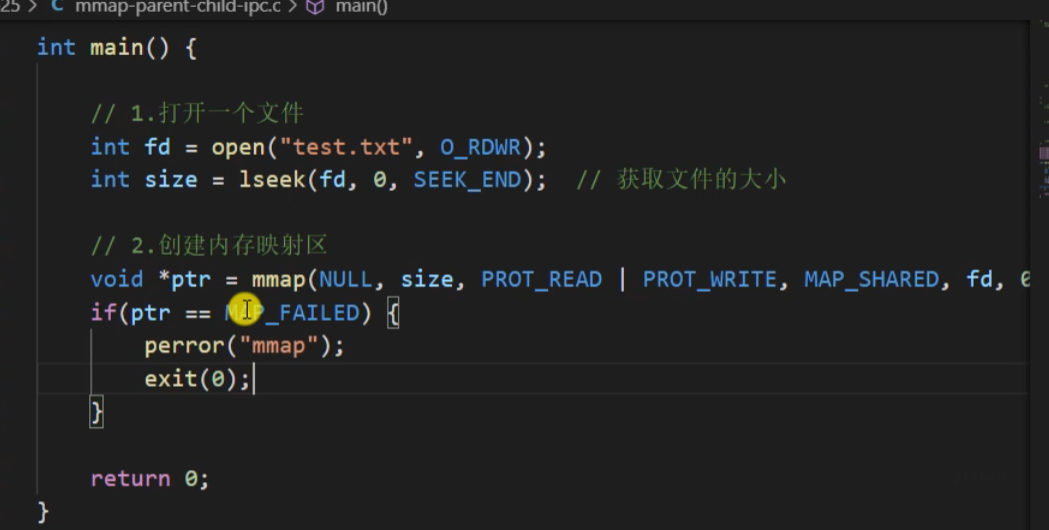 25 > C mmap-parent-child-ipc.c > main()
int main() {
// 1.打开一个文件
int fd = open("test.txt", O_RDWR);
int size = lseek(fd, 0, SEEK_END);  // 获取文件的大小
// 2.创建内存映射区
void *ptr = mmap(NULL, size, PROT_READ | PROT_WRITE, MAP_SHARED, fd, 0
if(ptr == MAP_FAILED) {
perror("mmap");
exit(0);
}
return 0;
}